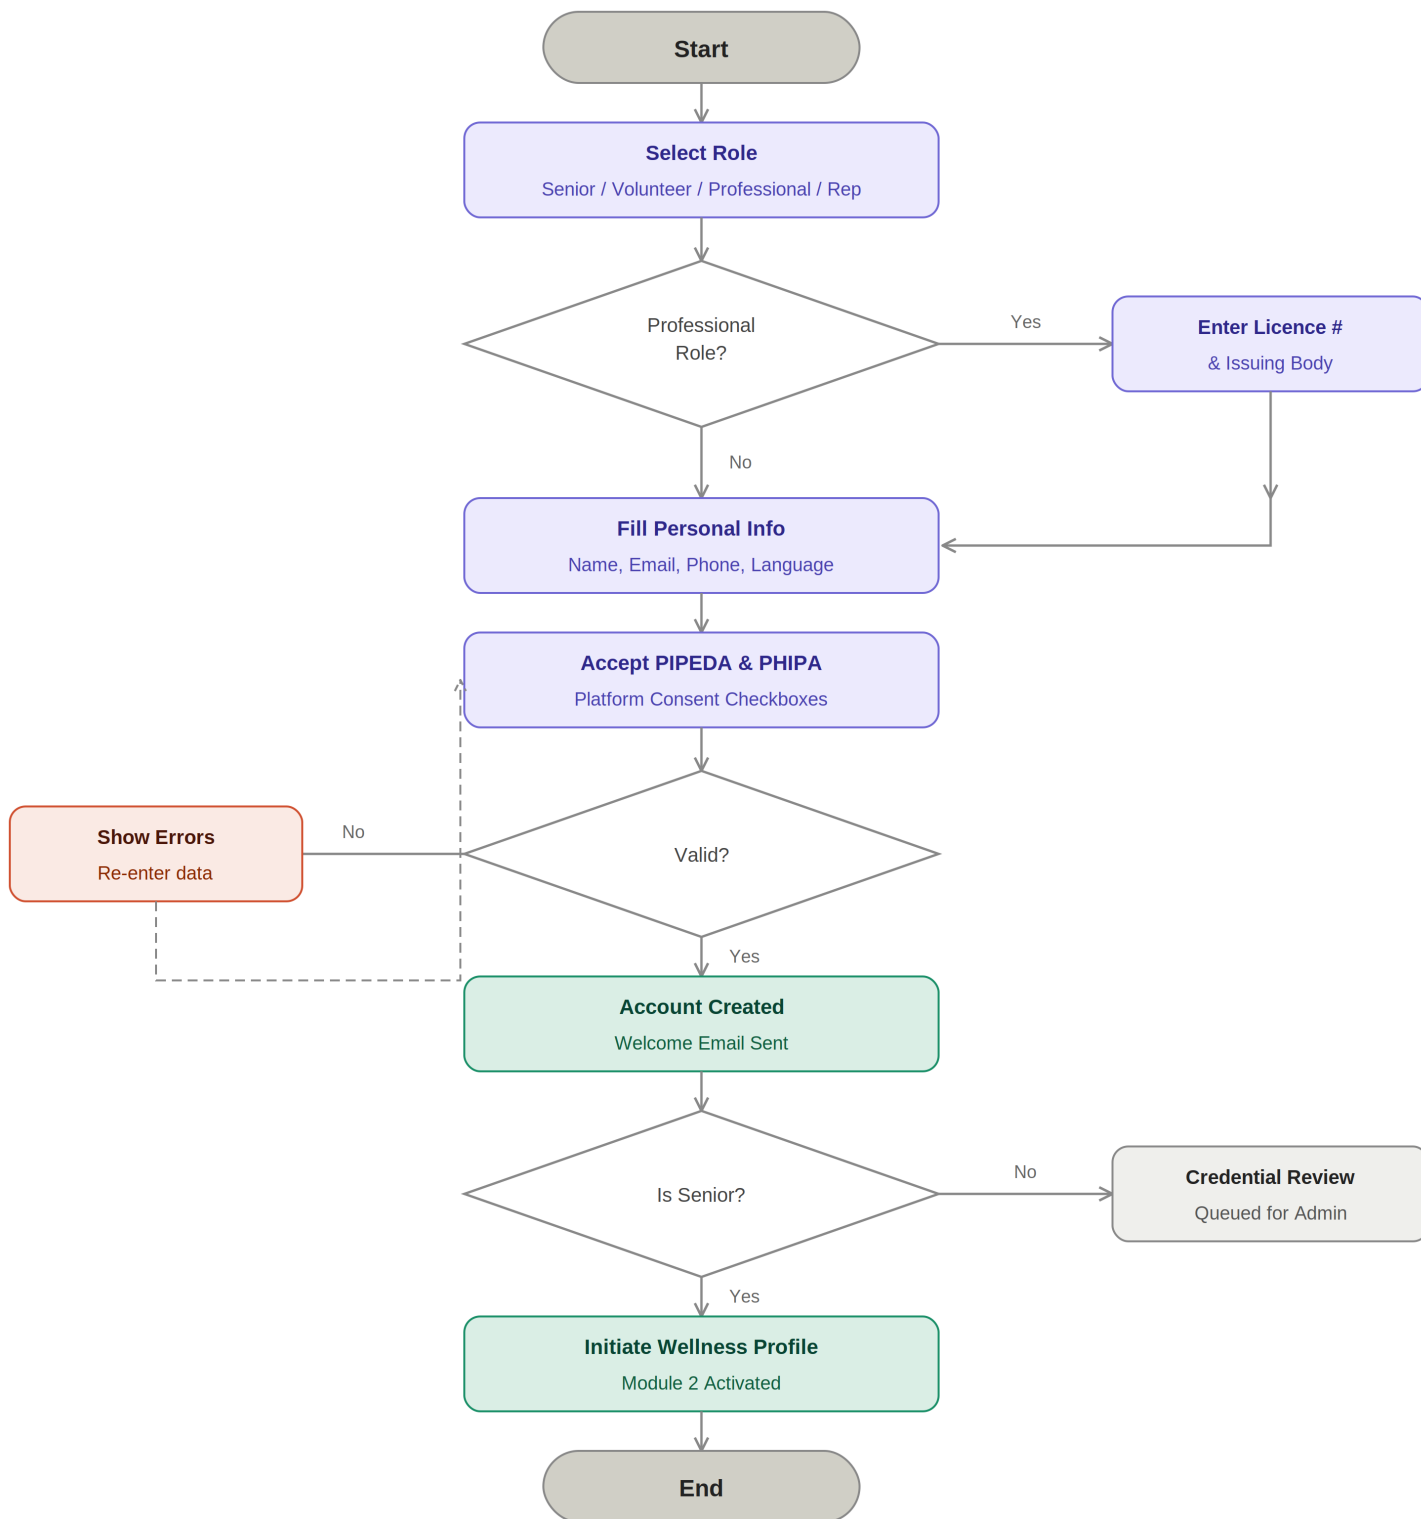 Start
Select Role
Senior / Volunteer / Professional / Rep
Professional
Role?
Yes
Enter Licence #
& Issuing Body
No
Fill Personal Info
Name, Email, Phone, Language
Accept PIPEDA & PHIPA
Platform Consent Checkboxes
Show Errors
Re-enter data
No
Valid?
Yes
Account Created
Welcome Email Sent
Is Senior?
No
Credential Review
Queued for Admin
Yes
Initiate Wellness Profile
Module 2 Activated
End